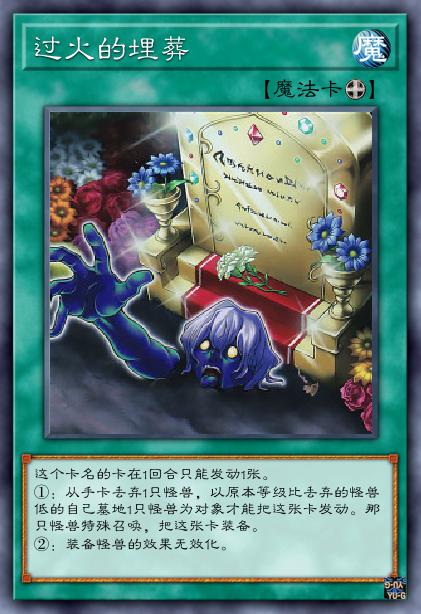 过火的埋葬
魔
【魔法卡】
这个卡名的卡在1回合只能发动1张。
①：从手卡丢弃1只怪兽，以原本等级比丢弃的怪兽
低的自己墓地1只怪兽为对象才能把这张卡发动。那
只怪兽特殊召唤，把这张卡装备。
②：装备怪兽的效果无效化。